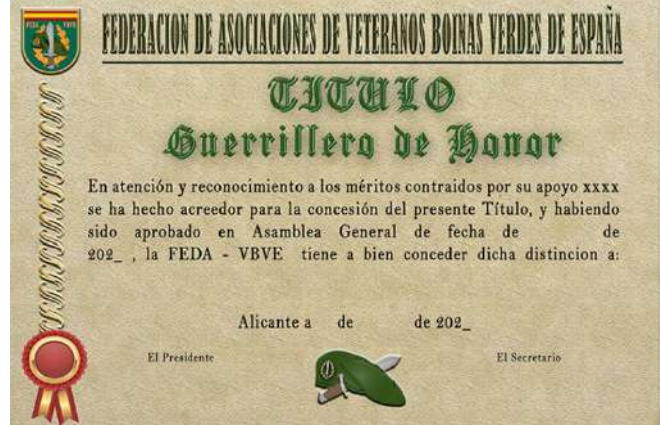 FEDA VBVE
FEDERACION DE ASOCIACIONES DE VETERANOS BOINAS VERDES DE ESPAÑA
TITULO
Guerrillero de Honor
En atención y reconocimiento a los méritos contraidos por su apoyo xxxx
se ha hecho acreedor para la concesión del presente Título, y habiendo
sido aprobado en Asamblea General de fecha de de
202_ , la FEDA - VBVE tiene a bien conceder dicha distincion a:
Alicante a de de 202_
El Presidente El Secretario